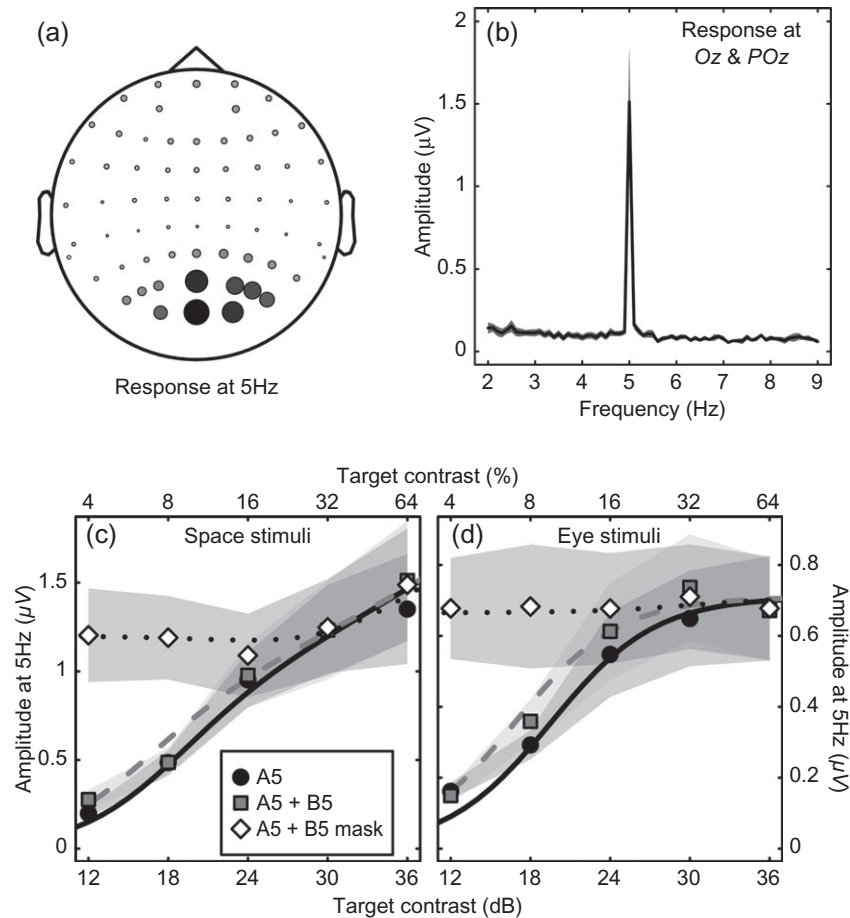 (a)
Response at 5Hz
(b)
Response at
Oz & POz
2
1.5
1
0.5
0
Amplitude (μV)
2 3 4 5 6 7 8 9
Frequency (Hz)
Target contrast (%)
4 8 16 32 64 4 8 16 32 64
(c) Space stimuli
(d) Eye stimuli
1.5
1
0.5
0
Amplitude at 5Hz (μV)
A5
A5 + B5
A5 + B5 mask
0.8
0.6
0.4
0.2
0
Amplitude at 5Hz (μV)
12 18 24 30 36 12 18 24 30 36
Target contrast (dB)